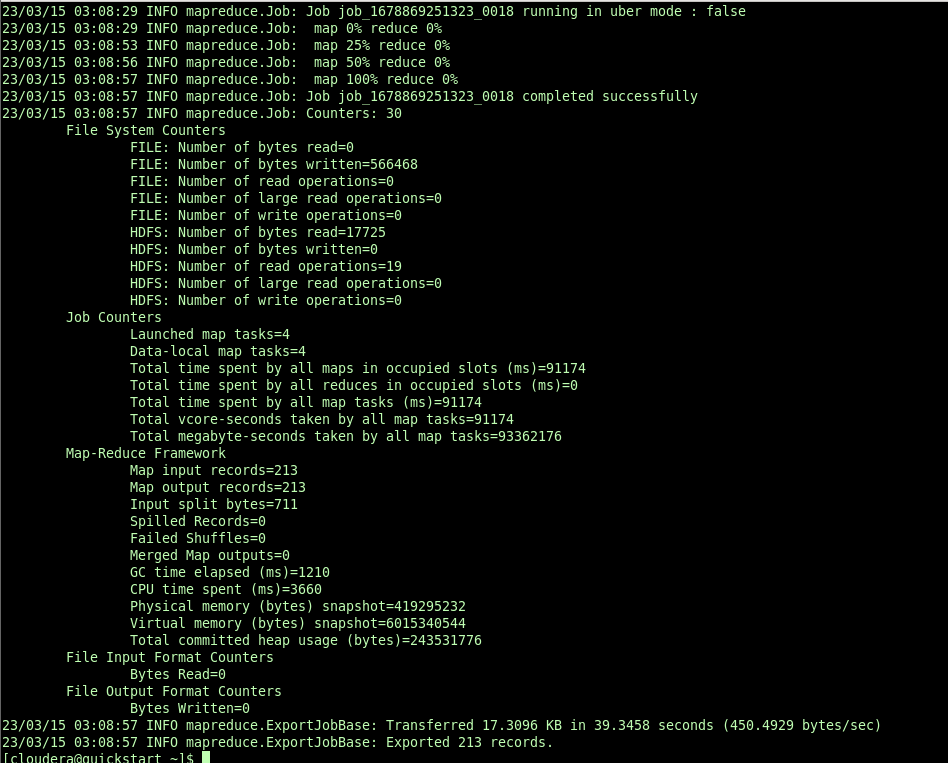 23/03/15 03:08:29 INFO mapreduce.Job: Job job_1678869251323_0018 running in uber mode : false
23/03/15 03:08:29 INFO mapreduce.Job:  map 0% reduce 0%
23/03/15 03:08:53 INFO mapreduce.Job:  map 25% reduce 0%
23/03/15 03:08:56 INFO mapreduce.Job:  map 50% reduce 0%
23/03/15 03:08:57 INFO mapreduce.Job:  map 100% reduce 0%
23/03/15 03:08:57 INFO mapreduce.Job: Job job_1678869251323_0018 completed successfully
23/03/15 03:08:57 INFO mapreduce.Job: Counters: 30
File System Counters
FILE: Number of bytes read=0
FILE: Number of bytes written=566468
FILE: Number of read operations=0
FILE: Number of large read operations=0
FILE: Number of write operations=0
HDFS: Number of bytes read=17725
HDFS: Number of bytes written=0
HDFS: Number of read operations=19
HDFS: Number of large read operations=0
HDFS: Number of write operations=0
Job Counters
Launched map tasks=4
Data-local map tasks=4
Total time spent by all maps in occupied slots (ms)=91174
Total time spent by all reduces in occupied slots (ms)=0
Total time spent by all map tasks (ms)=91174
Total vcore-seconds taken by all map tasks=91174
Total megabyte-seconds taken by all map tasks=93362176
Map-Reduce Framework
Map input records=213
Map output records=213
Input split bytes=711
Spilled Records=0
Failed Shuffles=0
Merged Map outputs=0
GC time elapsed (ms)=1210
CPU time spent (ms)=3660
Physical memory (bytes) snapshot=419295232
Virtual memory (bytes) snapshot=6015340544
Total committed heap usage (bytes)=243531776
File Input Format Counters
Bytes Read=0
File Output Format Counters
Bytes Written=0
23/03/15 03:08:57 INFO mapreduce.ExportJobBase: Transferred 17.3096 KB in 39.3458 seconds (450.4929 bytes/sec)
23/03/15 03:08:57 INFO mapreduce.ExportJobBase: Exported 213 records.
[cloudera@quickstart ~]$